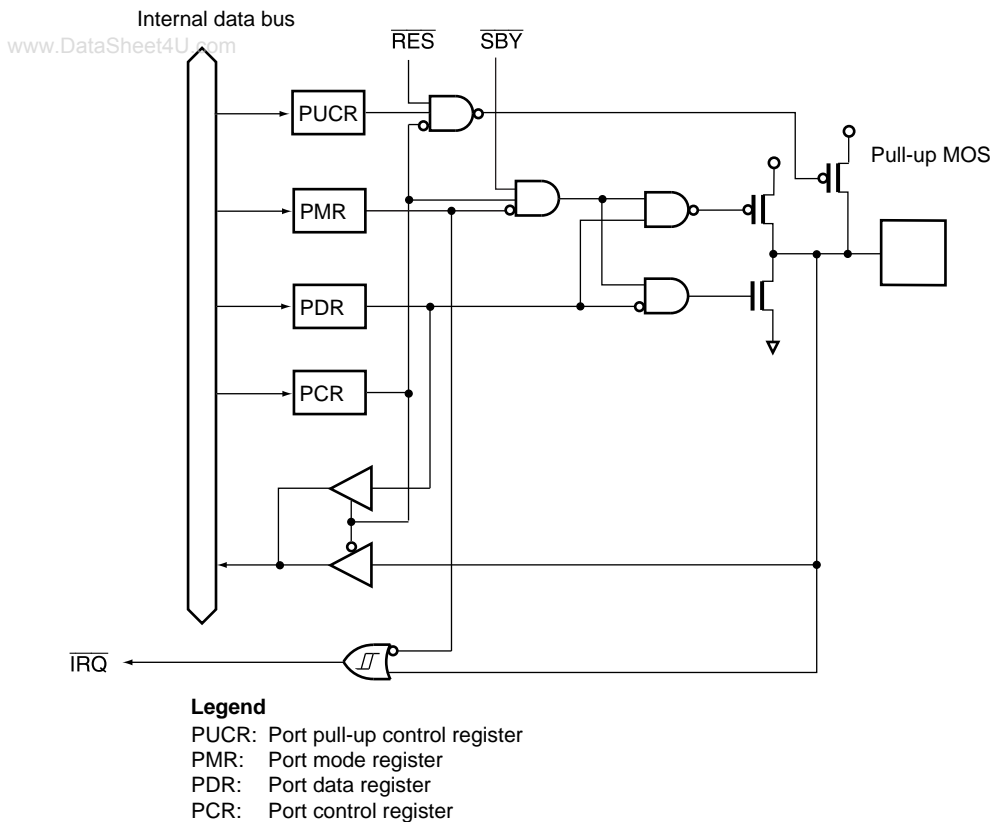 Internal data bus
www.DataSheet4U.com
RES
SBY
PUCR
Pull-up MOS
PMR
PDR
PCR
IRQ
Legend
PUCR: Port pull-up control register
PMR: Port mode register
PDR: Port data register
PCR: Port control register